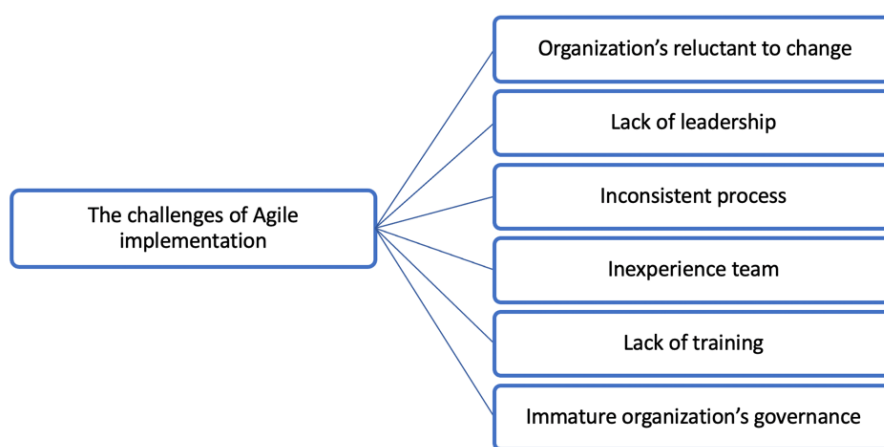 Organization’s reluctant to change
Lack of leadership
Inconsistent process
The challenges of Agile
implementation
Inexperience team
Lack of training
Immature organization’s governance